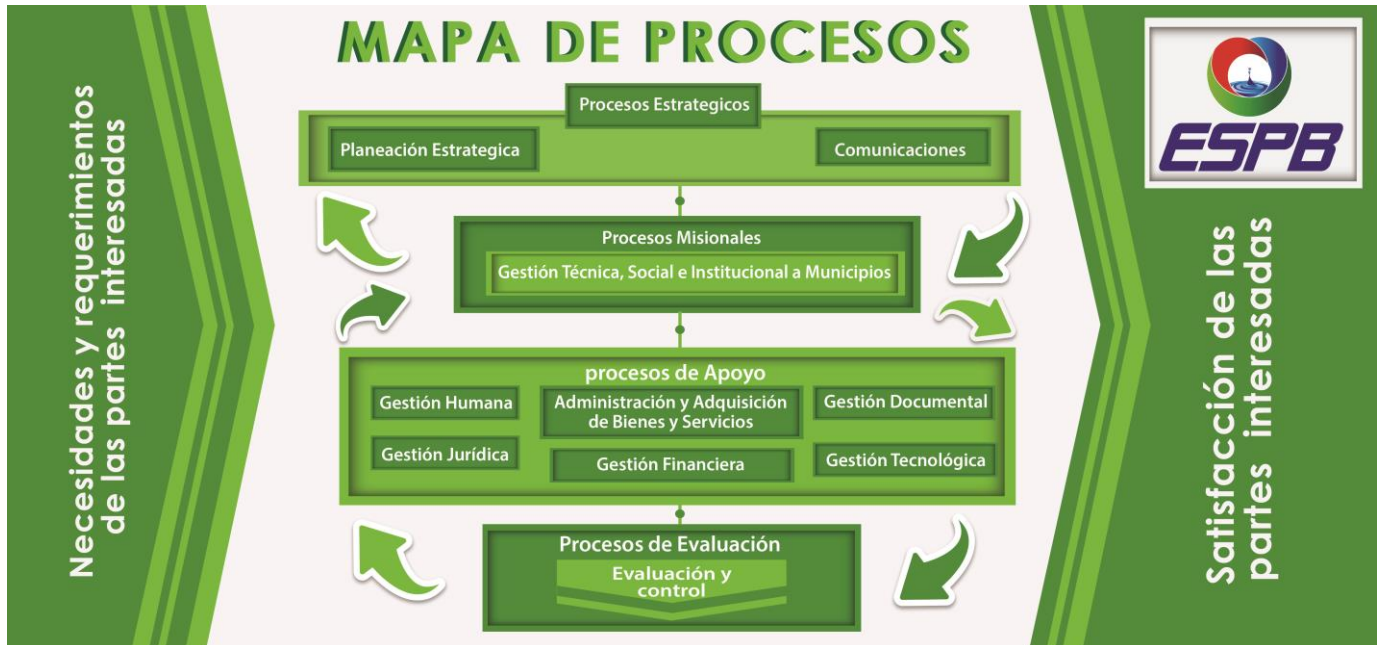 MAPA DE PROCESOS
Necesidades y requerimientos
de las partes interesadas
Procesos Estrategicos
Planeación Estrategica
Comunicaciones
Procesos Misionales
Gestión Técnica, Social e Institucional a Municipios
procesos de Apoyo
Gestión Humana
Administración y Adquisición
de Bienes y Servicios
Gestión Documental
Gestión Jurídica
Gestión Financiera
Gestión Tecnológica
Procesos de Evaluación
Evaluación y
control
ESPB
Satisfacción de las
partes interesadas